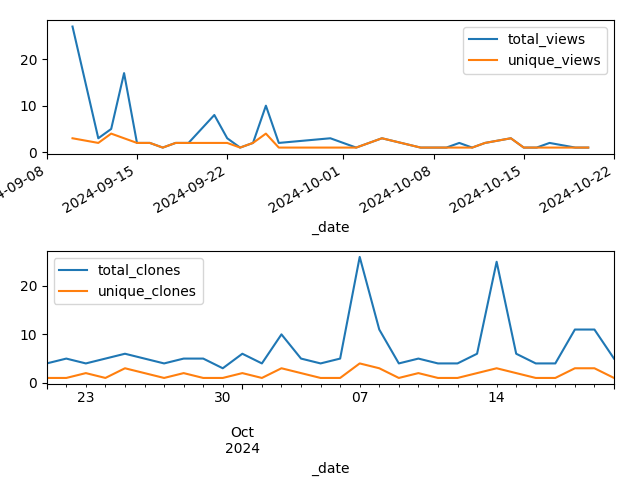 total_views
unique_views
20
10
0
4-09-08
2024-09-15
2024-09-22
2024-10-01
2024-10-08
2024-10-15
2024-10-22
_date
total_clones
unique_clones
20
10
0
23
30
07
14
Oct
2024
_date